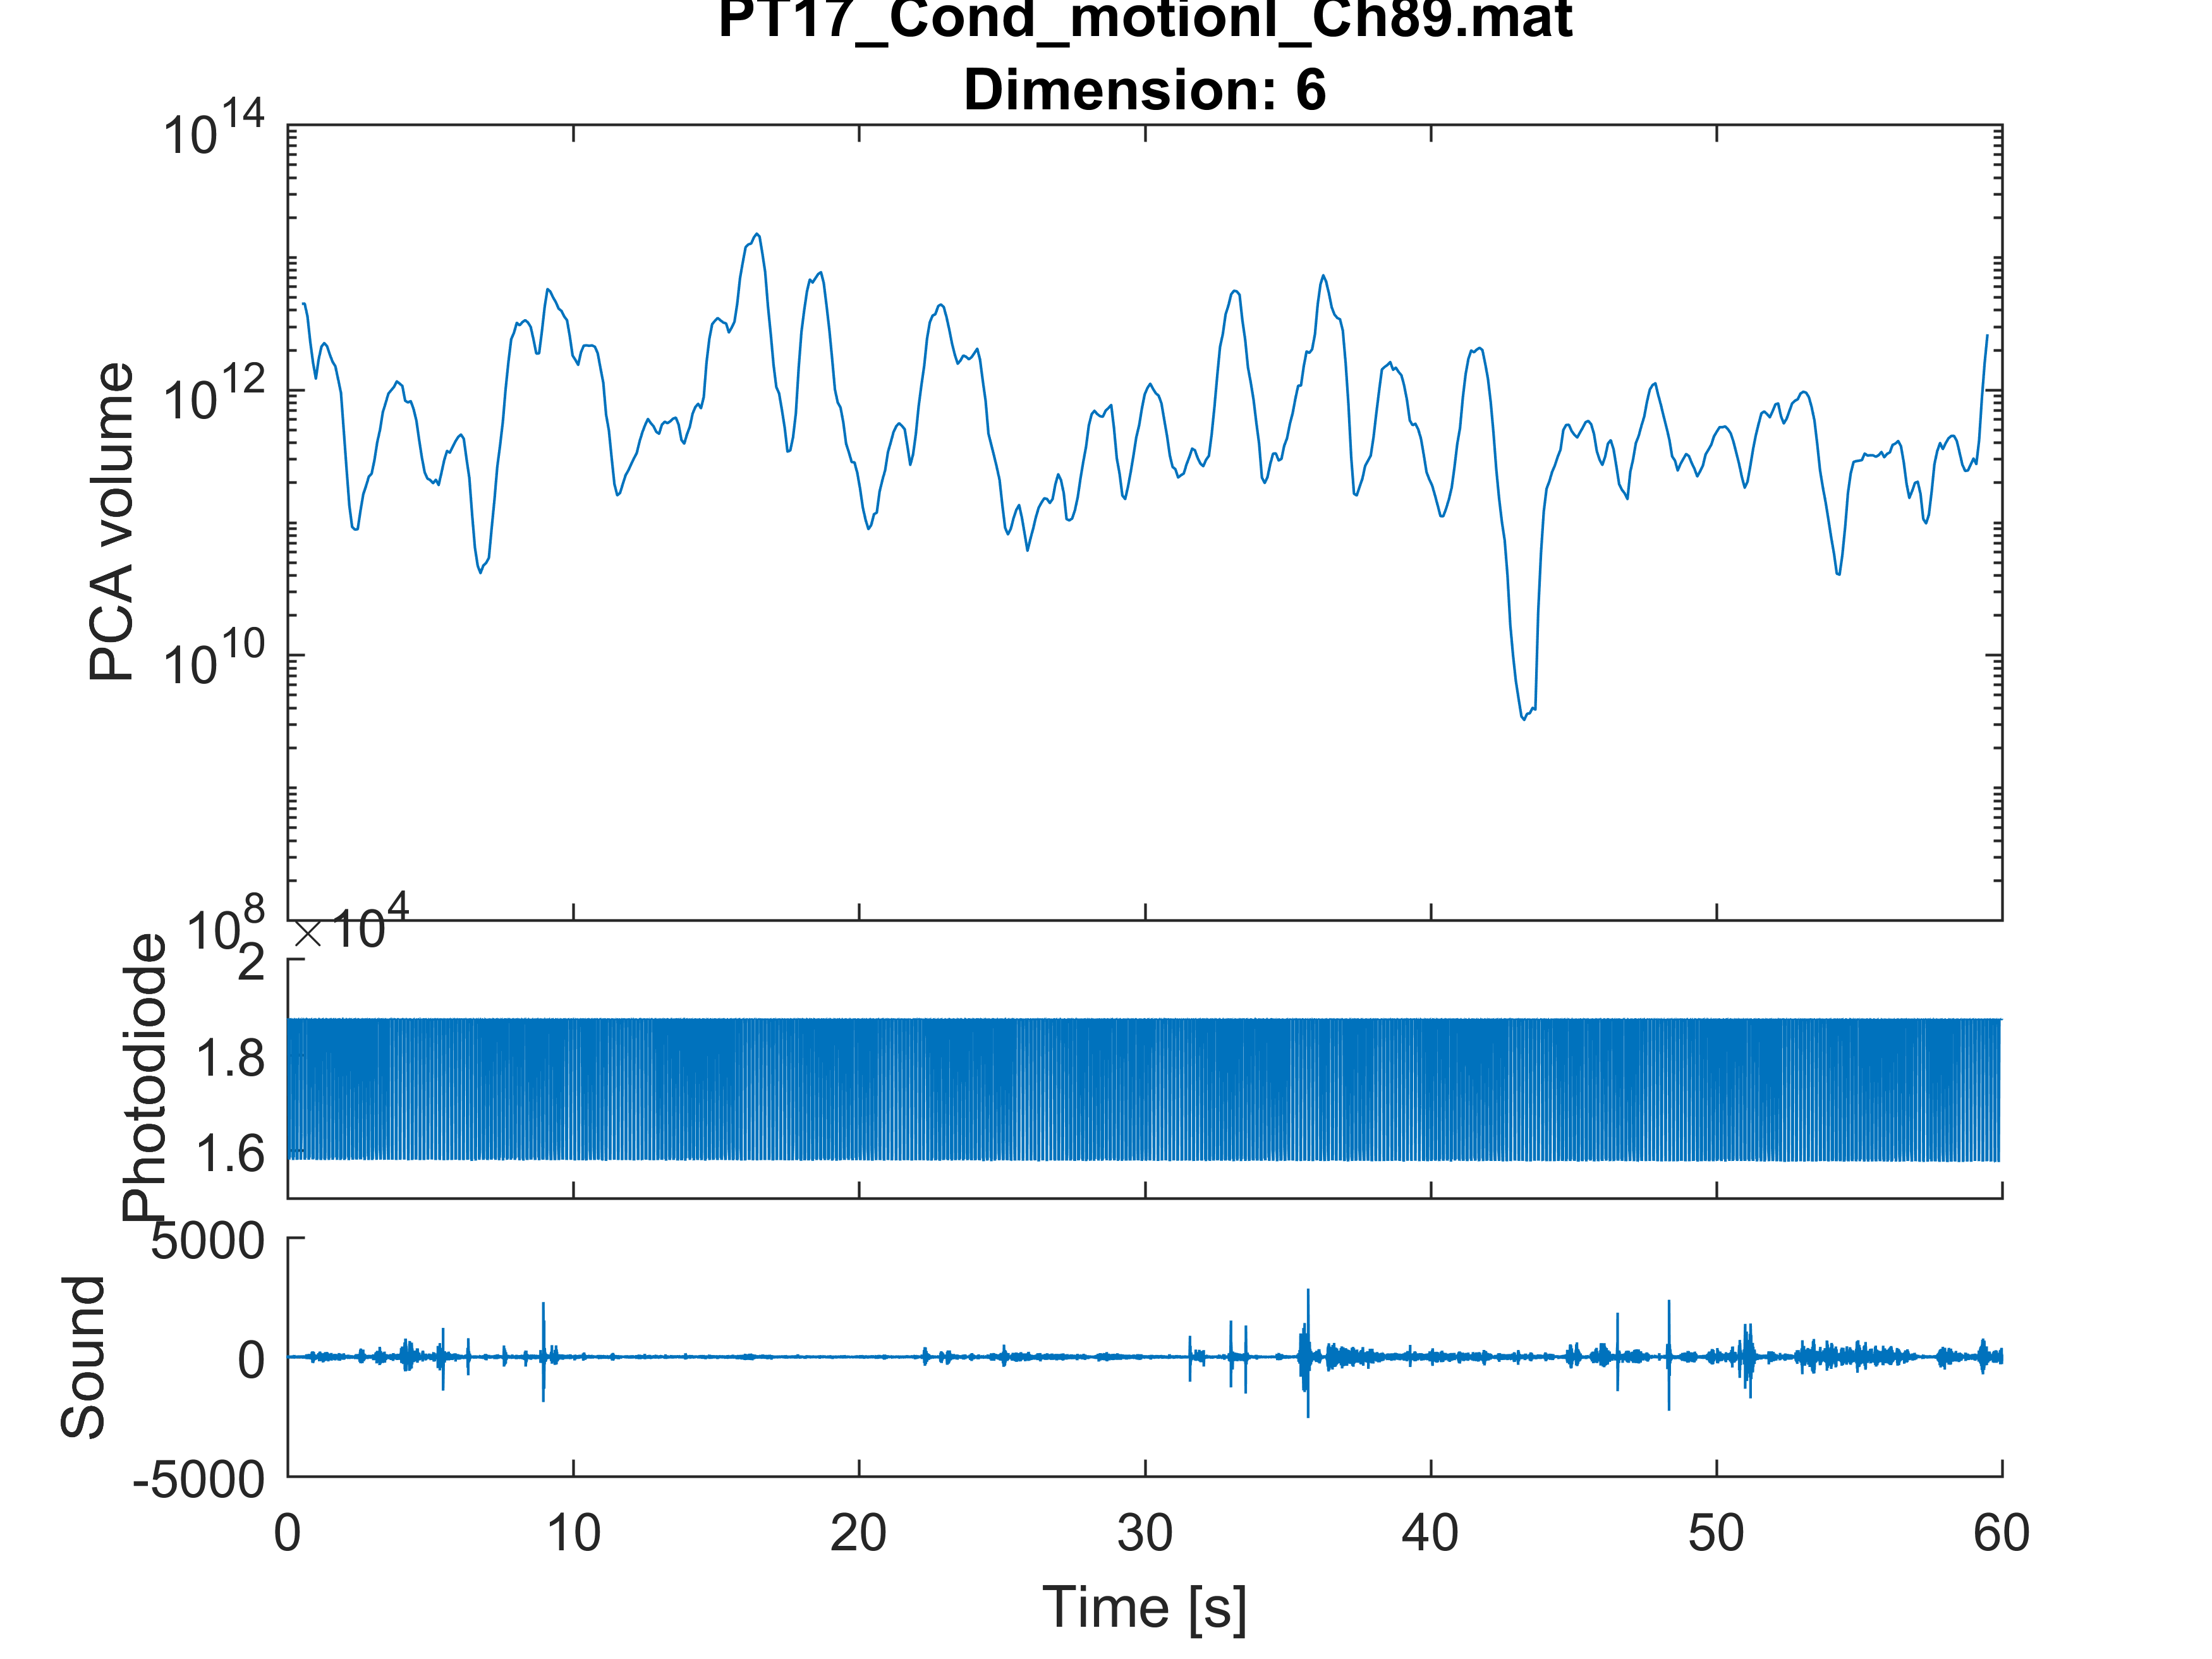 PT17_Cond_motionI_Ch89.mat
Dimension: 6
10^14
10^12
10^10
10^8
PCA volume
× 10^4
2
1.8
1.6
Photodiode
5000
0
-5000
Sound
0 10 20 30 40 50 60
Time [s]